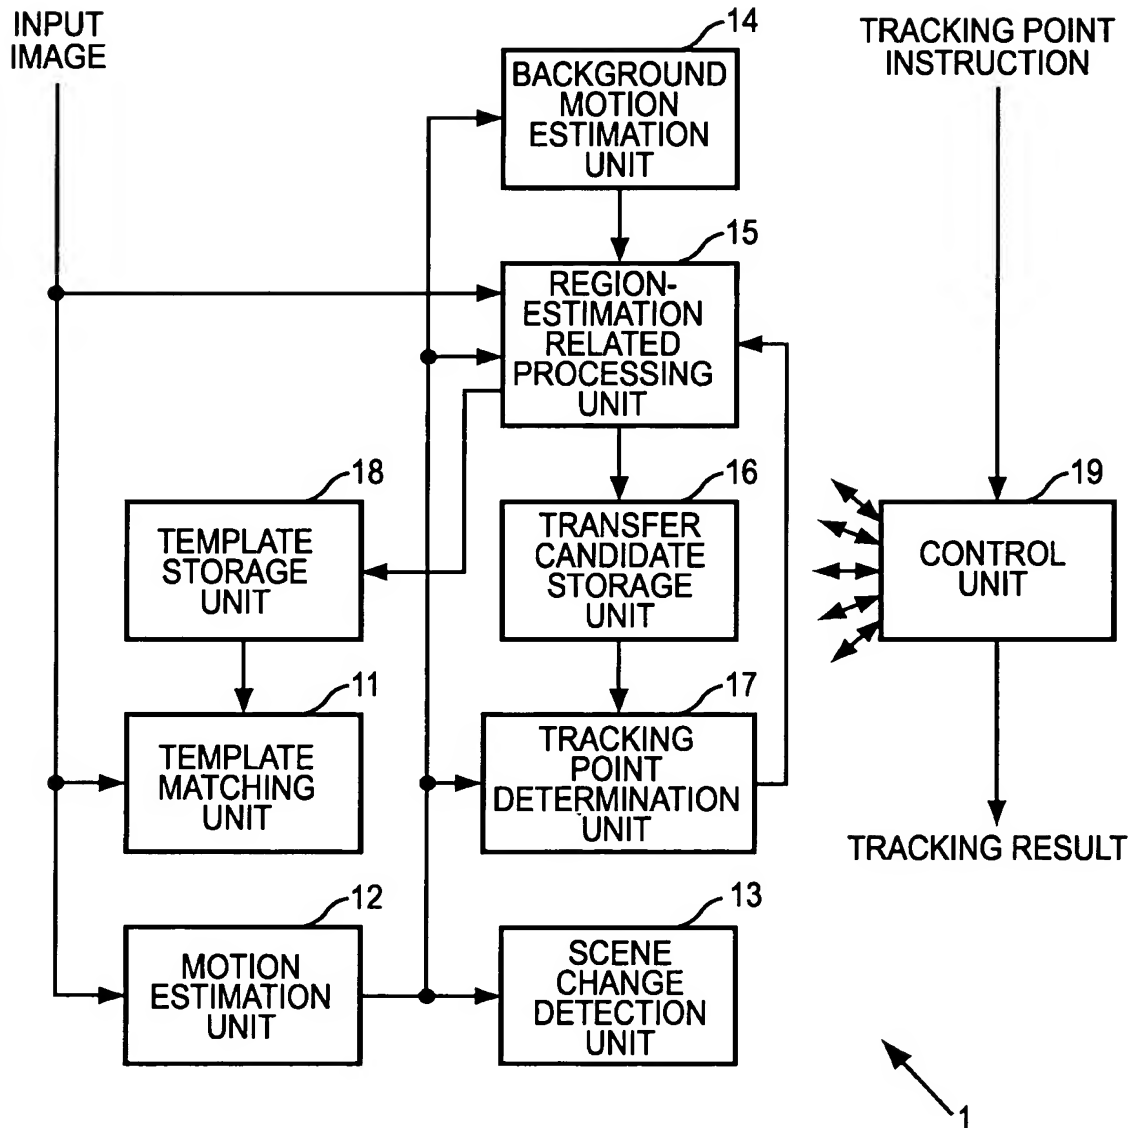 INPUT
IMAGE
14
BACKGROUND
MOTION
ESTIMATION
UNIT
TRACKING POINT
INSTRUCTION
15
REGION-
ESTIMATION
RELATED
PROCESSING
UNIT
18
TEMPLATE
STORAGE
UNIT
16
TRANSFER
CANDIDATE
STORAGE
UNIT
19
CONTROL
UNIT
11
TEMPLATE
MATCHING
UNIT
17
TRACKING
POINT
DETERMINATION
UNIT
TRACKING RESULT
12
MOTION
ESTIMATION
UNIT
13
SCENE
CHANGE
DETECTION
UNIT
1